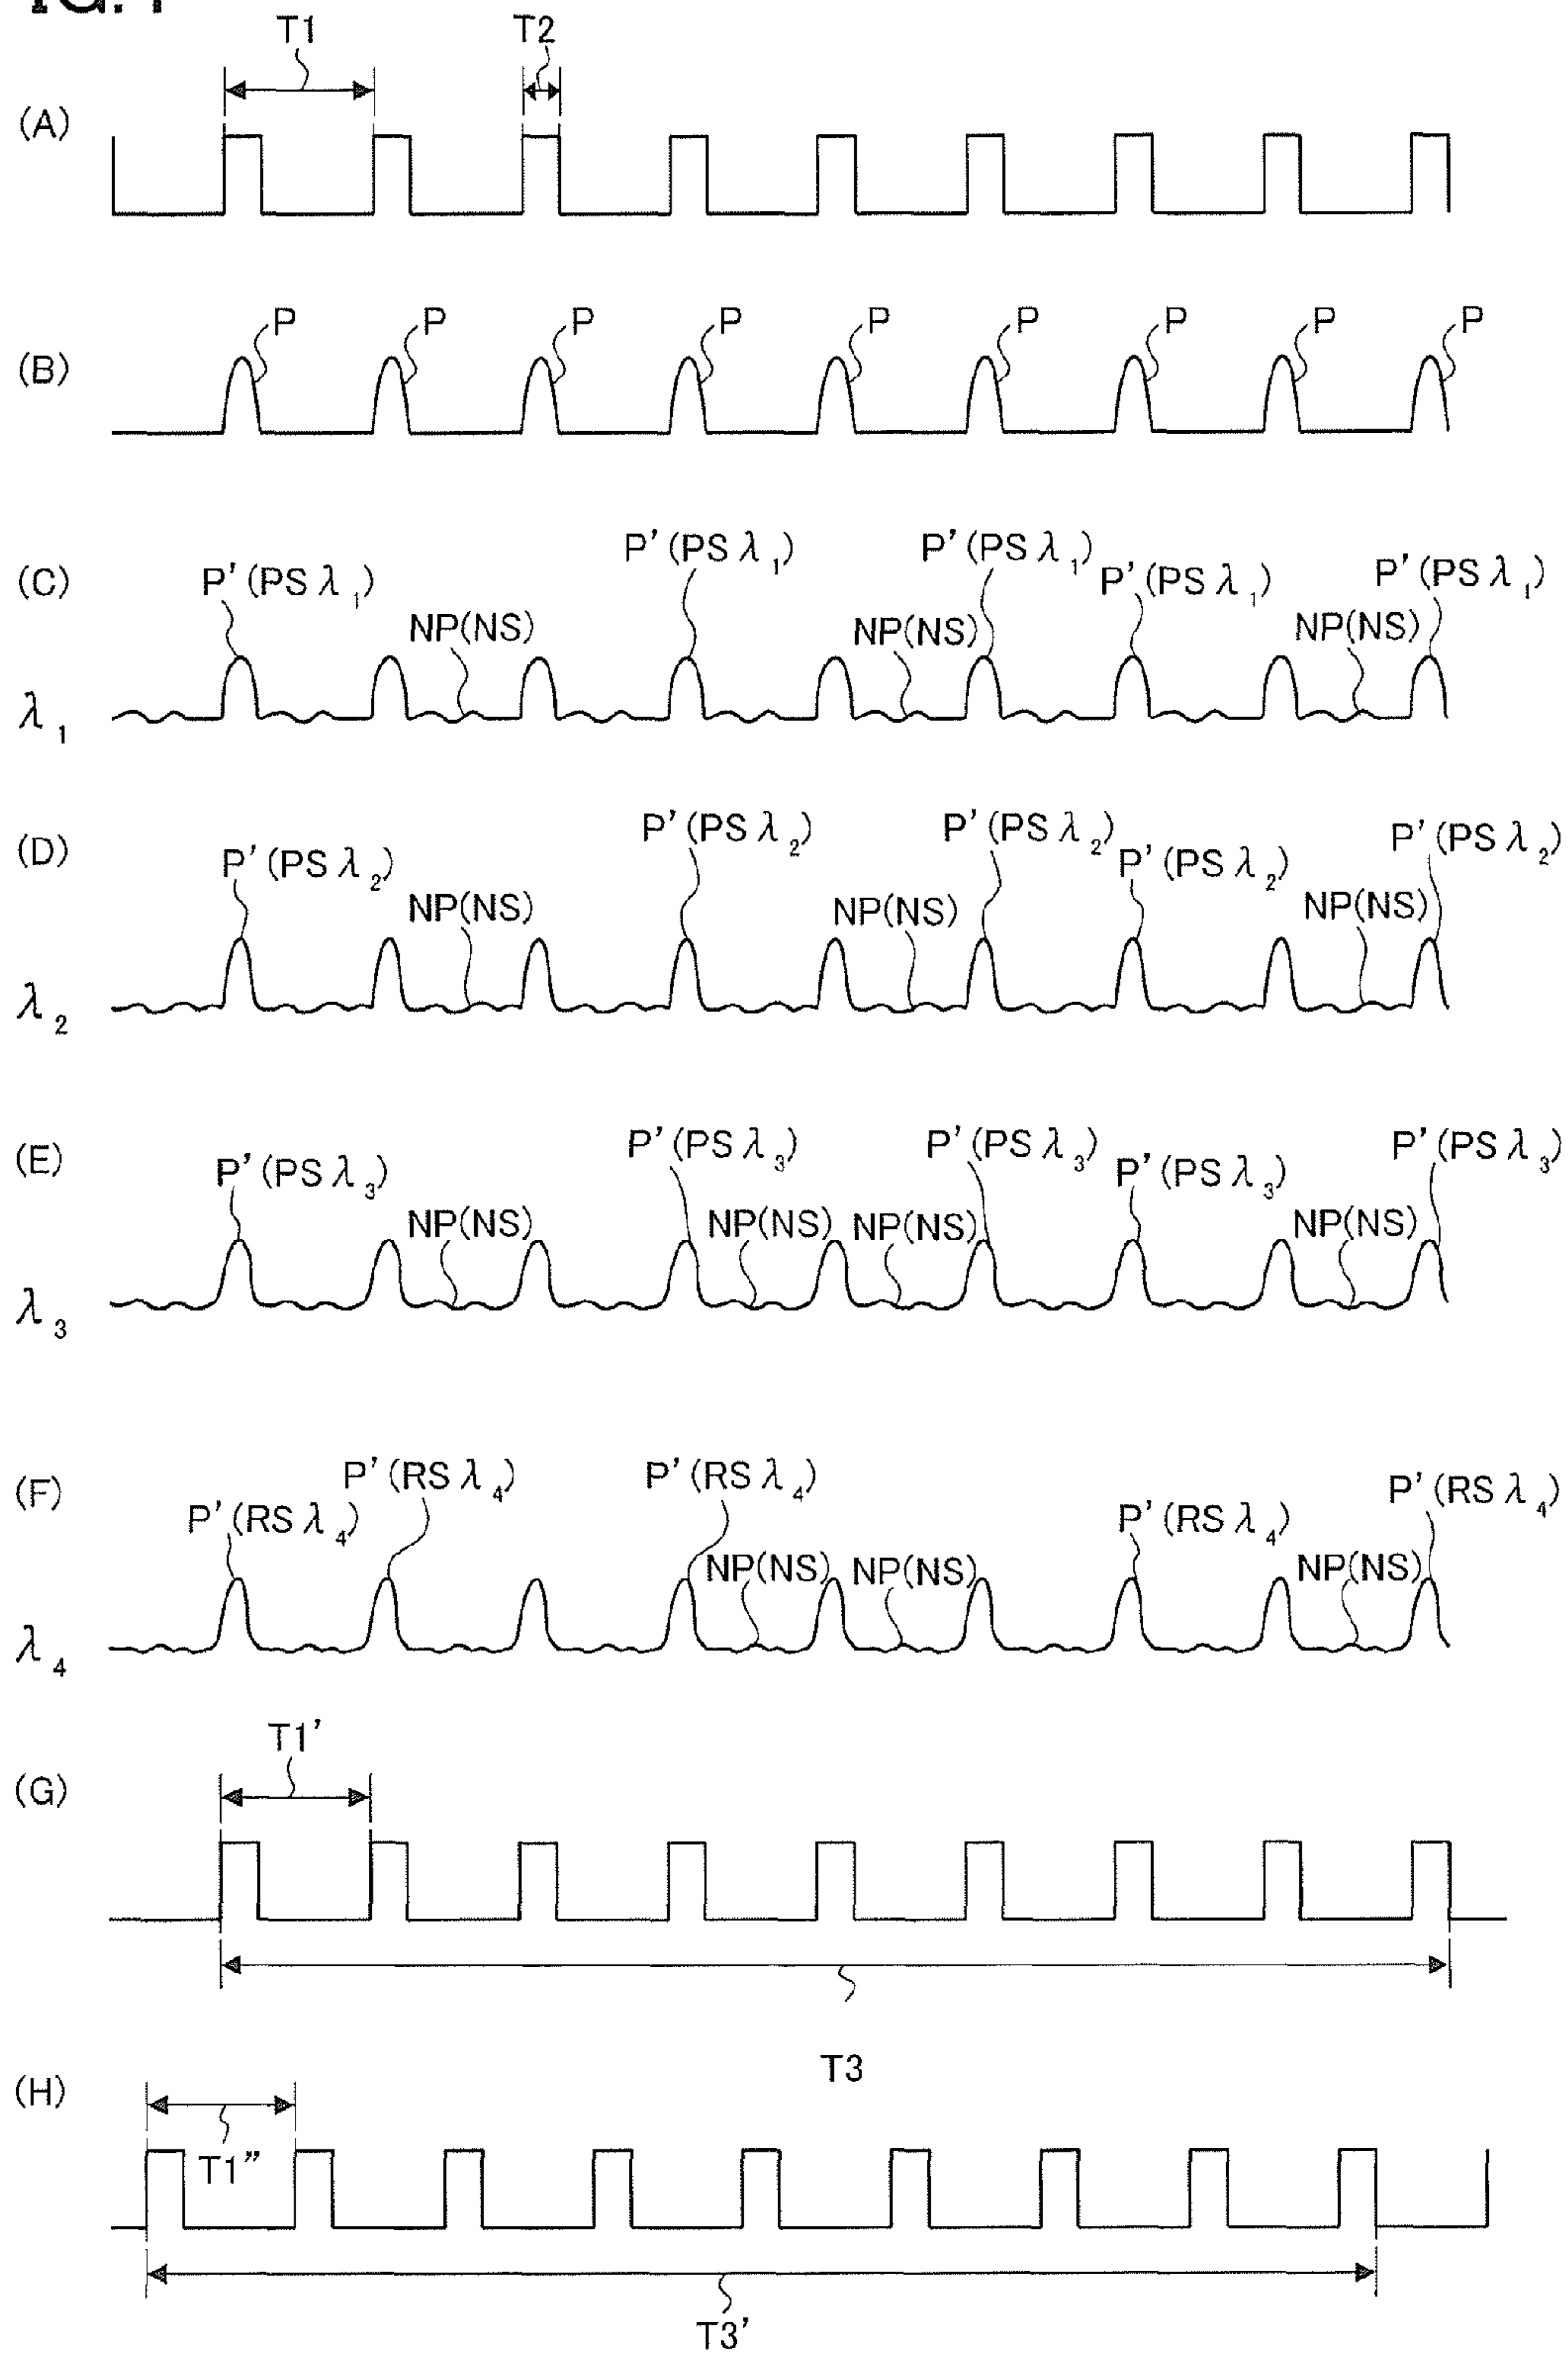 T1 T2
(A)
P P P P P P P P P
(B)
P'(PSλ1) P'(PSλ1)
(C) P'(PSλ1) P'(PSλ1) P'(PSλ1)
NP(NS) NP(NS) NP(NS)
λ1
P'(PSλ2) P'(PSλ2) P'(PSλ2)
(D) P'(PSλ2) P'(PSλ2)
NP(NS) NP(NS) NP(NS)
λ2
P'(PSλ3) P'(PSλ3) P'(PSλ3)
(E) P'(PSλ3) P'(PSλ3)
NP(NS) NP(NS) NP(NS) NP(NS)
λ3
P'(RSλ4) P'(RSλ4) P'(RSλ4)
(F) P'(RSλ4) P'(RSλ4)
NP(NS) NP(NS) NP(NS)
λ4
T1'
(G)
T3
(H)
T1"
T3'